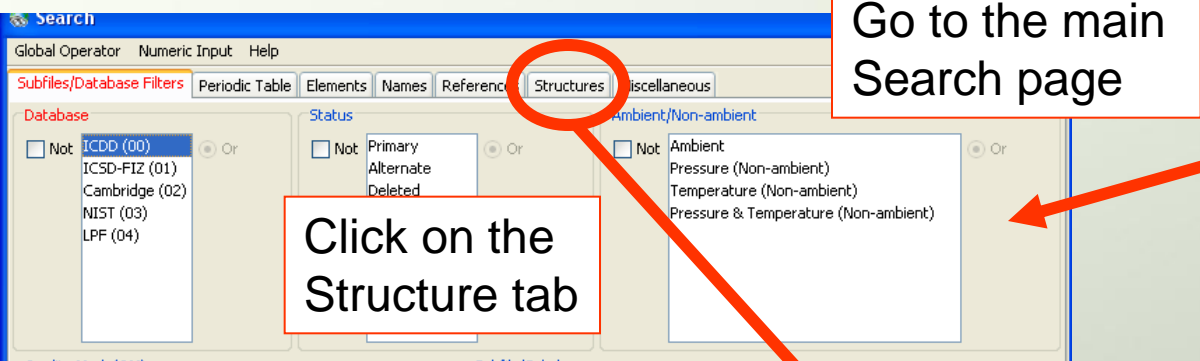 Search
Go to the main
Search page
Global Operator Numeric Input Help
Subfiles/Database Filters Periodic Table Elements Names References Structures Miscellaneous
Database
Not
ICDD (00)
ICSD-FIZ (01)
Cambridge (02)
NIST (03)
LPF (04)
Or
Status
Not
Primary
Alternate
Deleted
Or
Ambient/Non-ambient
Not
Ambient
Pressure (Non-ambient)
Temperature (Non-ambient)
Pressure & Temperature (Non-ambient)
Or
Click on the
Structure tab